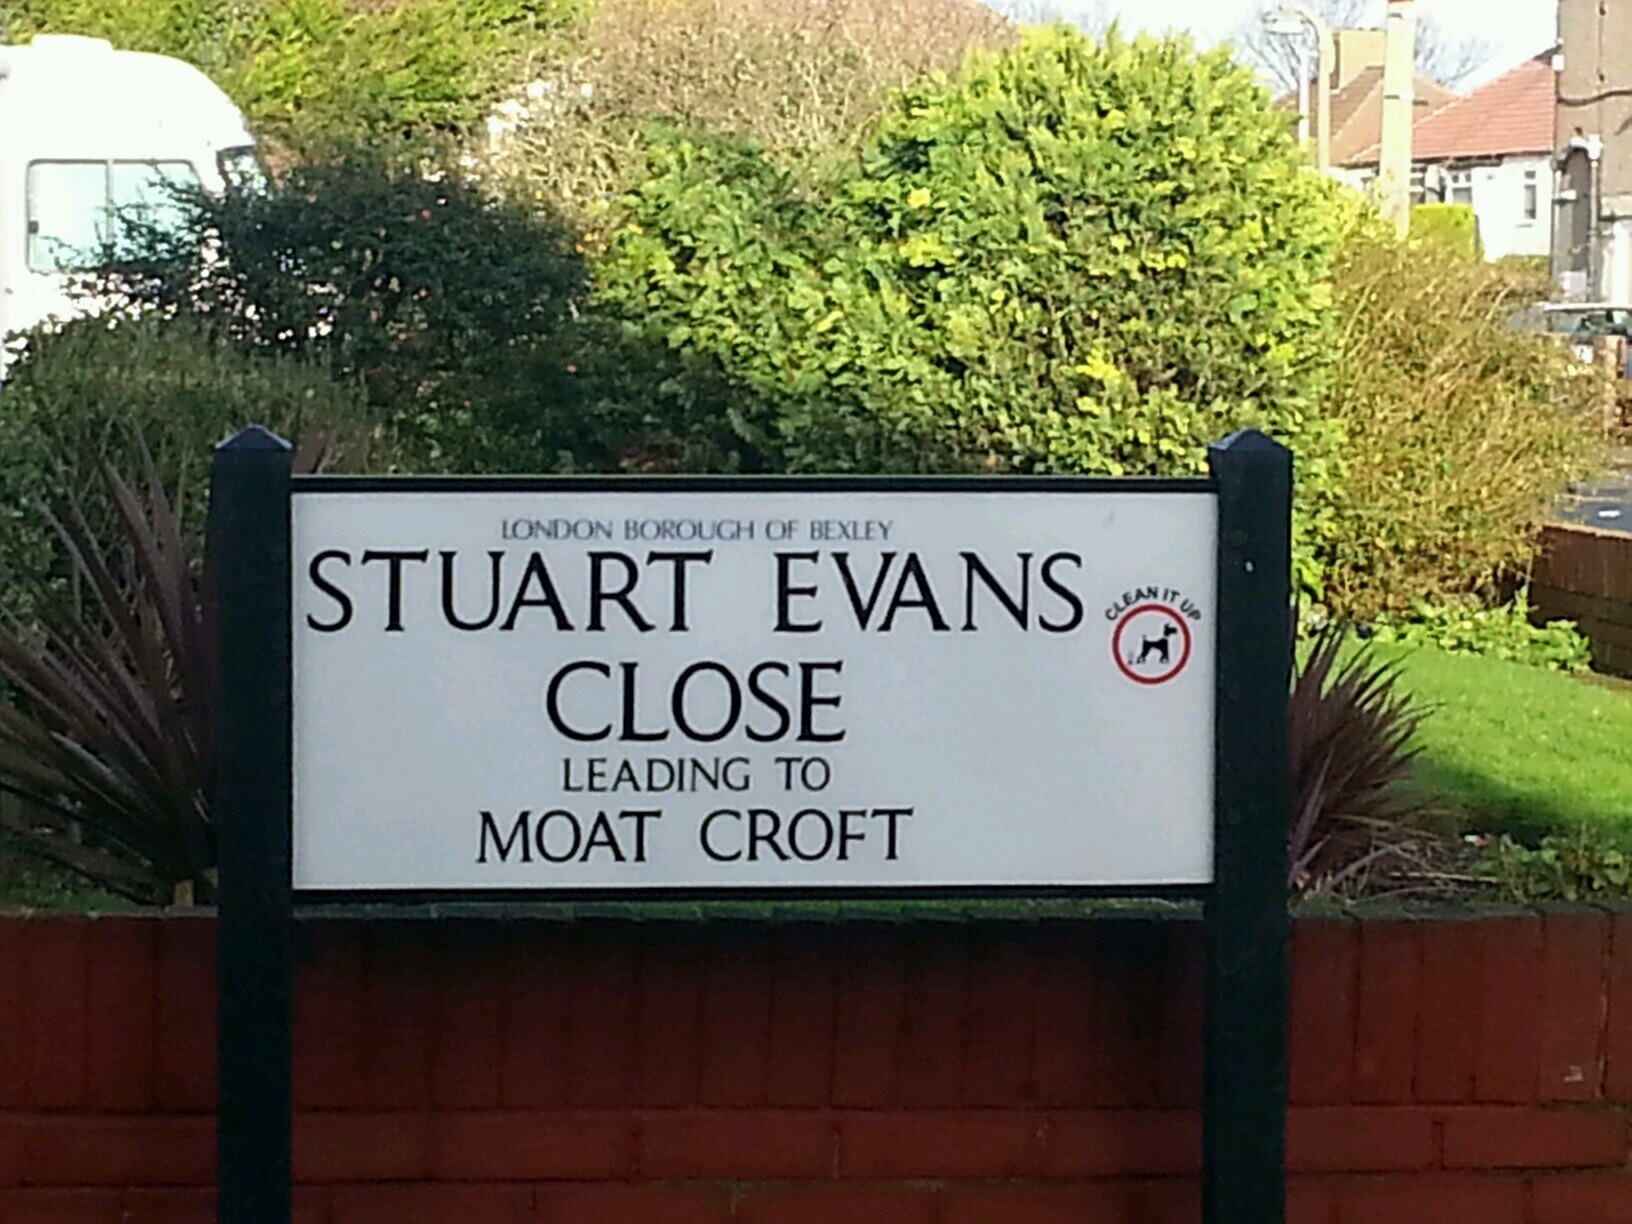 LONDON BOROUGH OF BEXLEY
STUART EVANS
CLOSE
LEADING TO
MOAT CROFT
CLEAN IT UP